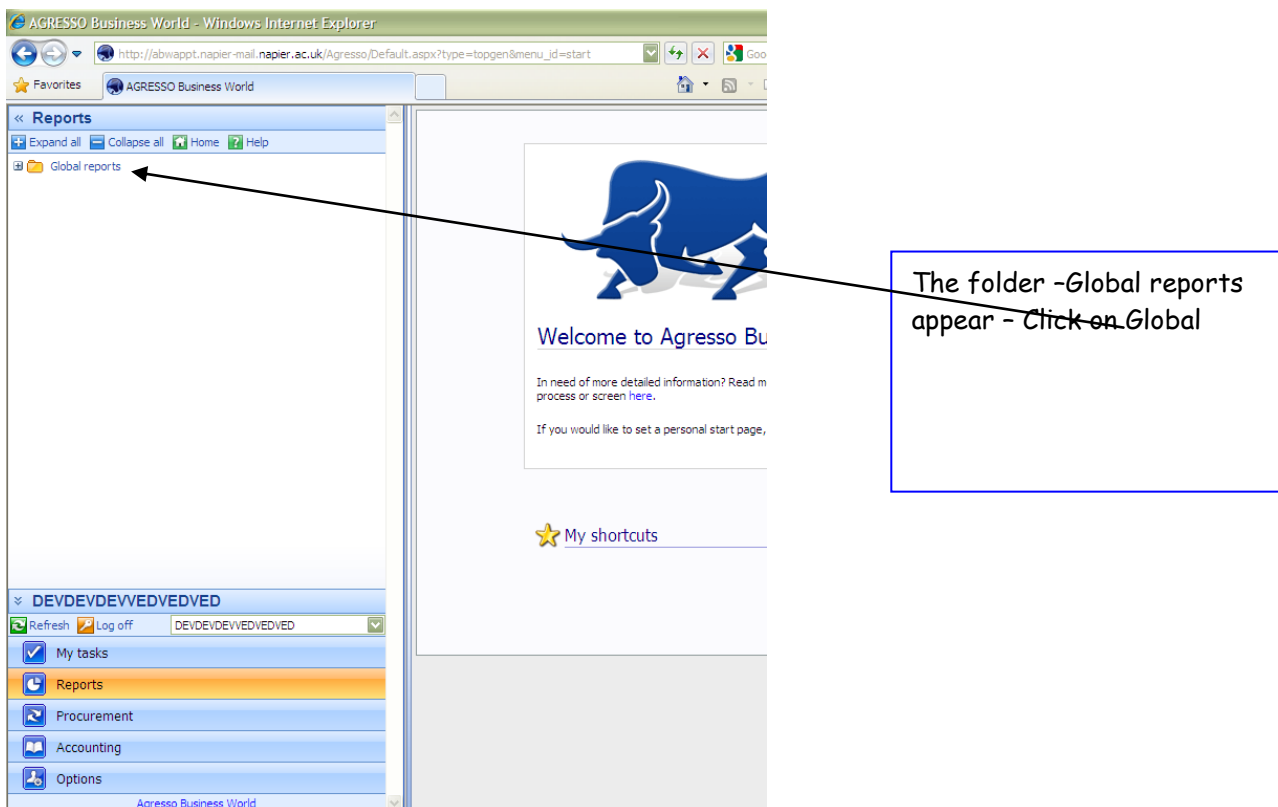 AGRESSO Business World - Windows Internet Explorer
http://abwappt.napier-mail.napier.ac.uk/Agresso/Default.aspx?type=topgen&menu_id=start
Goo
Favorites
AGRESSO Business World
« Reports
Expand all
Collapse all
Home
Help
Global reports
Welcome to Agresso Bu
In need of more detailed information? Read m
process or screen here.
If you would like to set a personal start page,
My shortcuts
DEVDEVDEVVEDVEDVED
Refresh
Log off
DEVDEVDEVVEDVEDVED
My tasks
Reports
Procurement
Accounting
Options
Agresso Business World
The folder –Global reports
appear – Click on Global